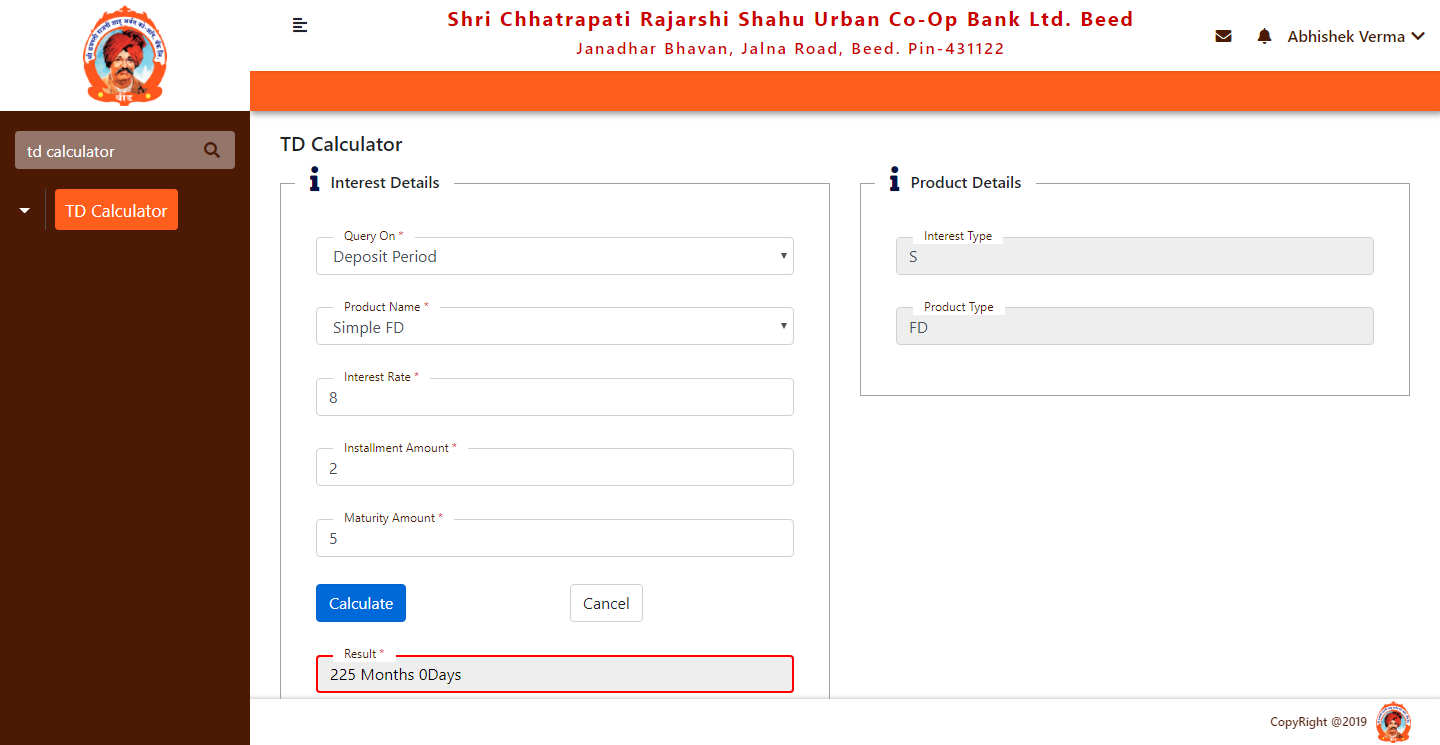 Shri Chhatrapati Rajarshi Shahu Urban Co-Op Bank Ltd. Beed
Janadhar Bhavan, Jalna Road, Beed. Pin-431122
Abhishek Verma
td calculator
TD Calculator
TD Calculator
Interest Details
Query On *
Deposit Period
Product Name *
Simple FD
Interest Rate *
8
Installment Amount *
2
Maturity Amount *
5
Calculate
Cancel
Result *
225 Months 0Days
Product Details
Interest Type
S
Product Type
FD
CopyRight @2019
बीड